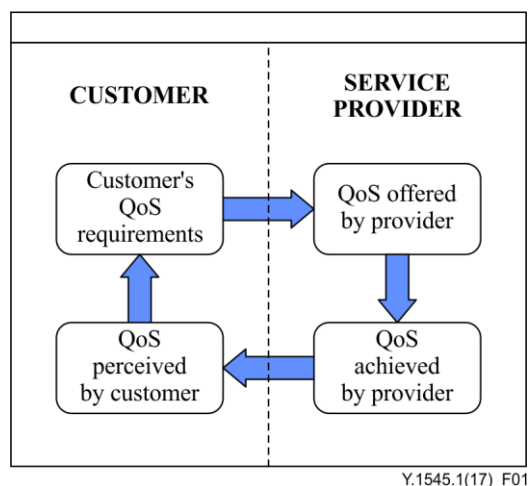 CUSTOMER
SERVICE
PROVIDER
Customer's
QoS
requirements
QoS offered
by provider
QoS
perceived
by customer
QoS
achieved
by provider
Y.1545.1(17)_F01